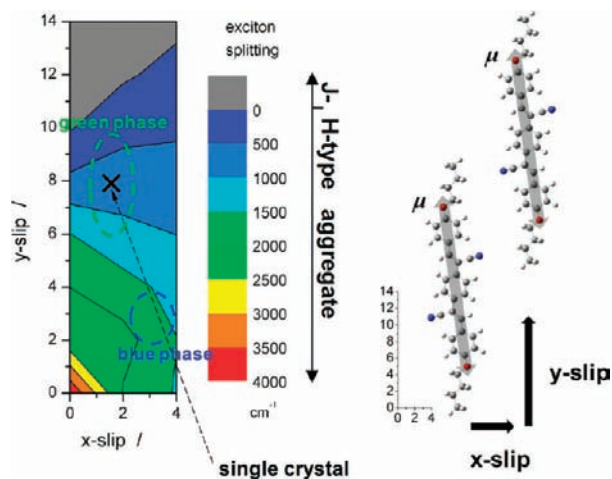 14
12
10
8
6
4
2
0
y-slip /
0 2 4
x-slip /
green phase
blue phase
single crystal
exciton
splitting
0
500
1000
1500
2000
2500
3000
3500
4000
cm⁻¹
J-
H-type aggregate
μ
μ
14
12
10
8
6
4
2
0
0 2 4
y-slip
x-slip